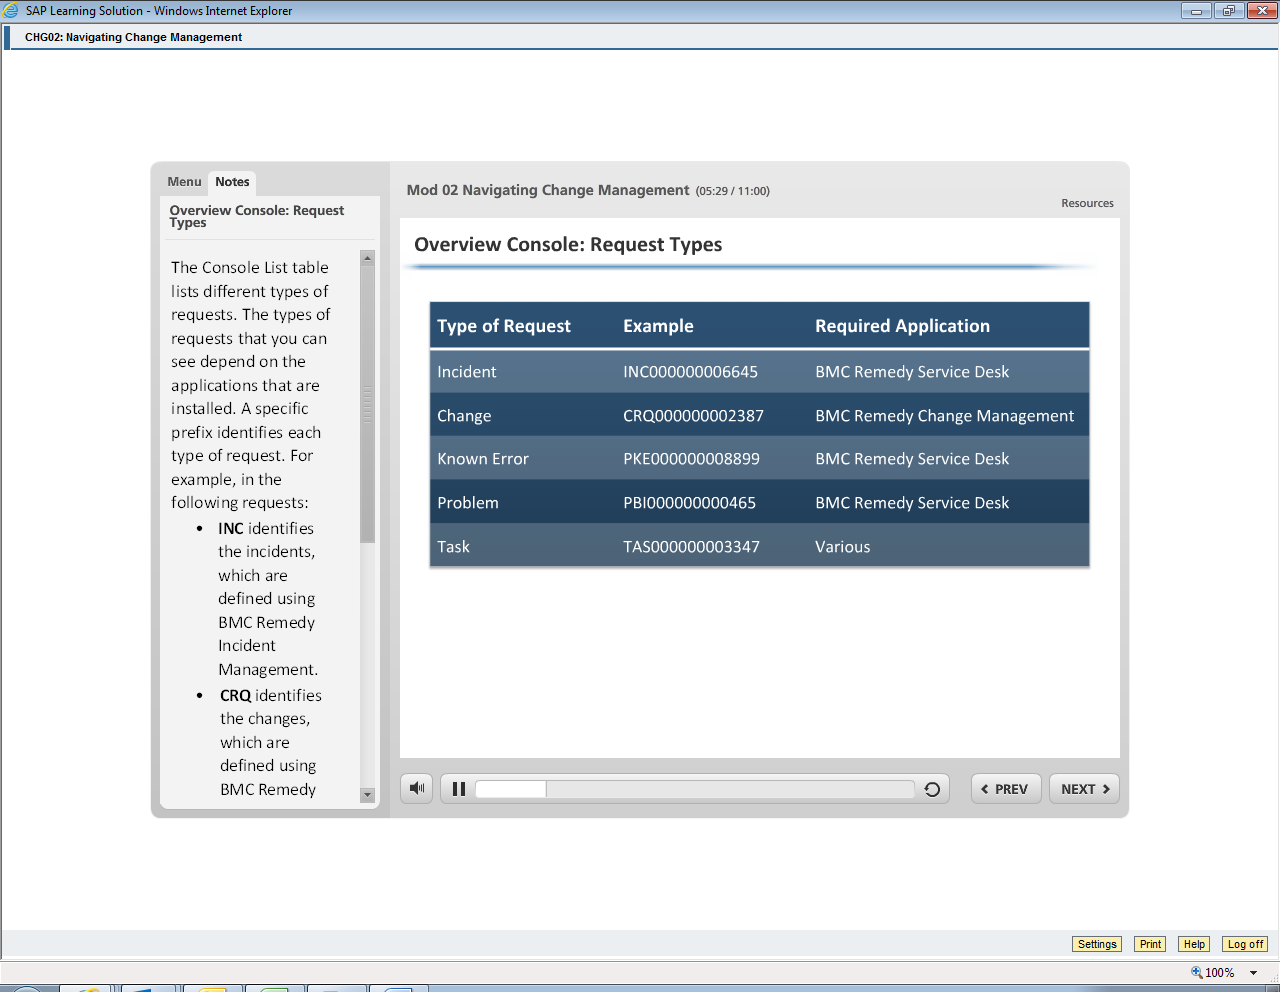 SAP Learning Solution - Windows Internet Explorer
CHG02: Navigating Change Management
Menu
Notes
Overview Console: Request
Types
The Console List table
lists different types of
requests. The types of
requests that you can
see depend on the
applications that are
installed. A specific
prefix identifies each
type of request. For
example, in the
following requests:
• INC identifies
the incidents,
which are
defined using
BMC Remedy
Incident
Management.
• CRQ identifies
the changes,
which are
defined using
BMC Remedy
Mod 02 Navigating Change Management (05:29 / 11:00)
Resources
Overview Console: Request Types
Type of Request Example Required Application
Incident INC000000006645 BMC Remedy Service Desk
Change CRQ000000002387 BMC Remedy Change Management
Known Error PKE000000008899 BMC Remedy Service Desk
Problem PBI000000000465 BMC Remedy Service Desk
Task TAS000000003347 Various
PREV
NEXT
Settings Print Help Log off
100%